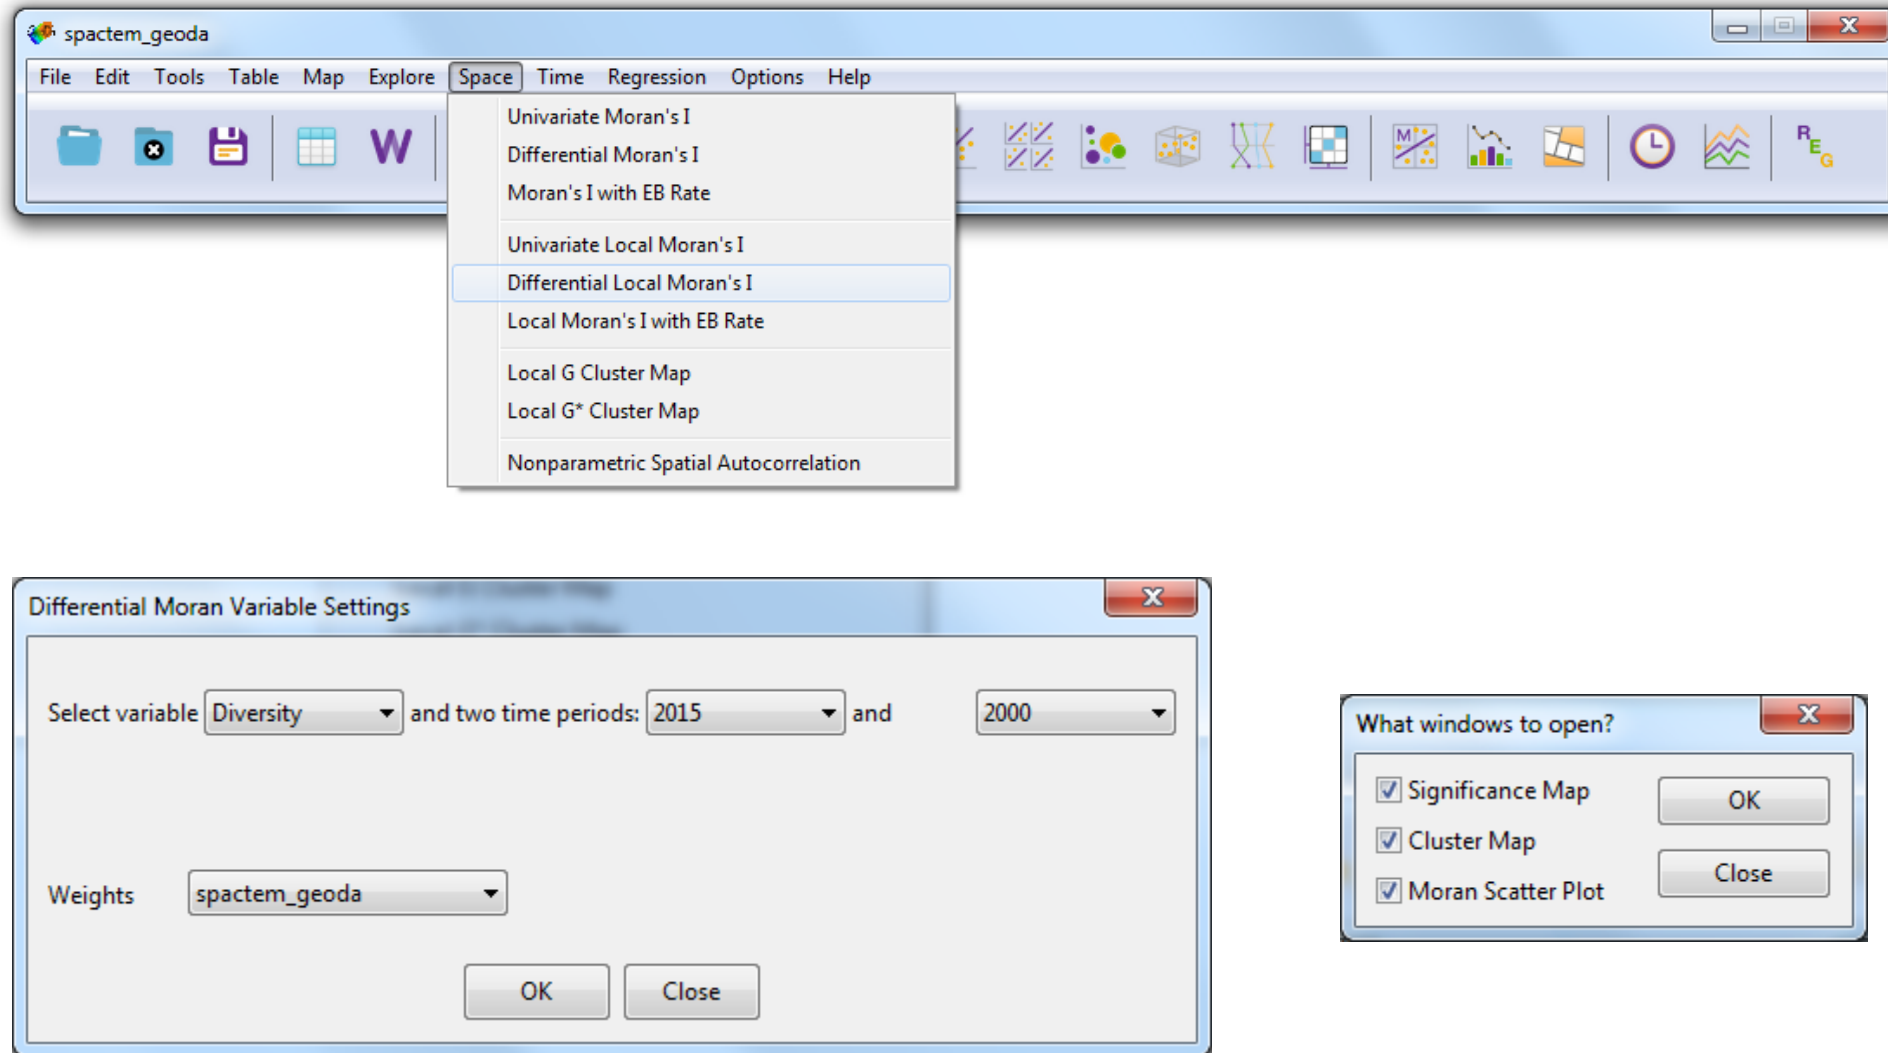 spactem_geoda
File Edit Tools Table Map Explore Space Time Regression Options Help
W
M
REG
Univariate Moran's I
Differential Moran's I
Moran's I with EB Rate
Univariate Local Moran's I
Differential Local Moran's I
Local Moran's I with EB Rate
Local G Cluster Map
Local G* Cluster Map
Nonparametric Spatial Autocorrelation
Differential Moran Variable Settings
Select variable Diversity and two time periods: 2015 and 2000
Weights spactem_geoda
OK Close
What windows to open?
Significance Map OK
Cluster Map
Close
Moran Scatter Plot